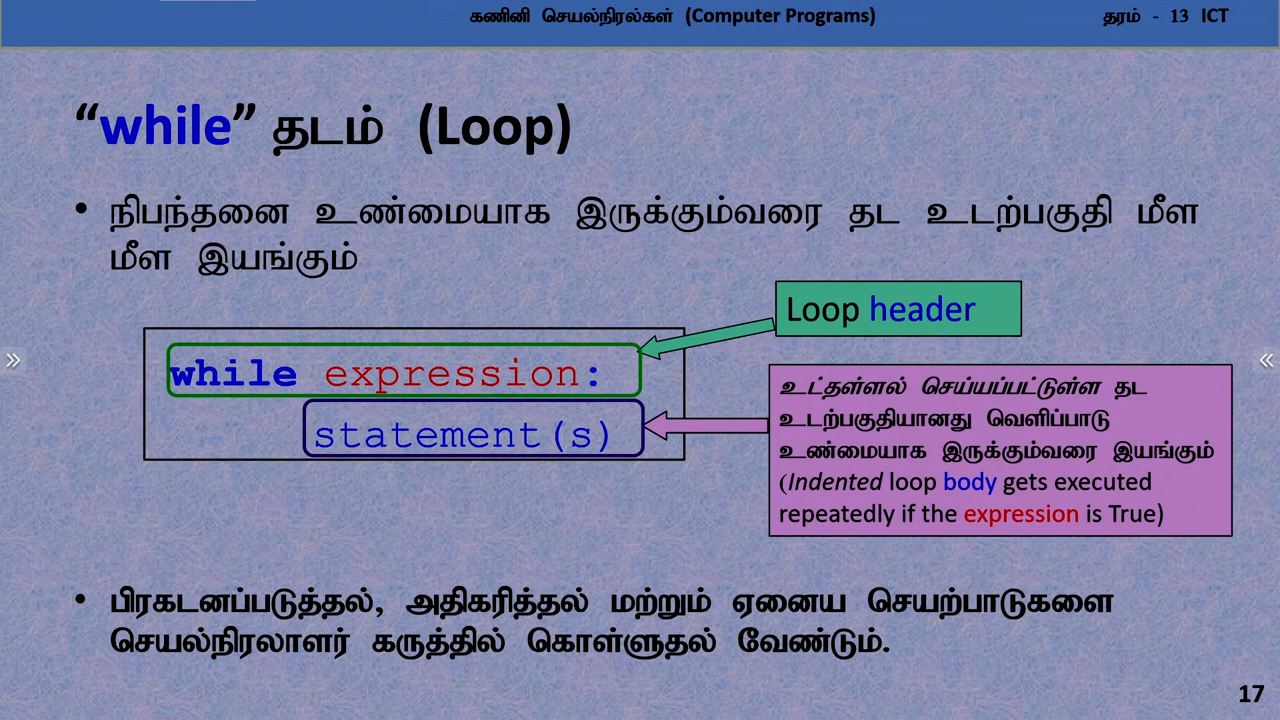 கணினி செயல்நிரல்கள் (Computer Programs)
தரம் - 13 ICT
“while” தடம் (Loop)
• நிபந்தனை உண்மையாக இருக்கும்வரை தட உடற்பகுதி மீள
மீள இயங்கும்
Loop header
while expression:
statement(s)
உட்தள்ளல் செய்யப்பட்டுள்ள தட
உடற்பகுதியானது வெளிப்பாடு
உண்மையாக இருக்கும்வரை இயங்கும்
(Indented loop body gets executed
repeatedly if the expression is True)
• பிரகடனப்படுத்தல், அதிகரித்தல் மற்றும் ஏனைய செயற்பாடுகளை
செயல்நிரலாளர் கருத்தில் கொள்ளுதல் வேண்டும்.
17